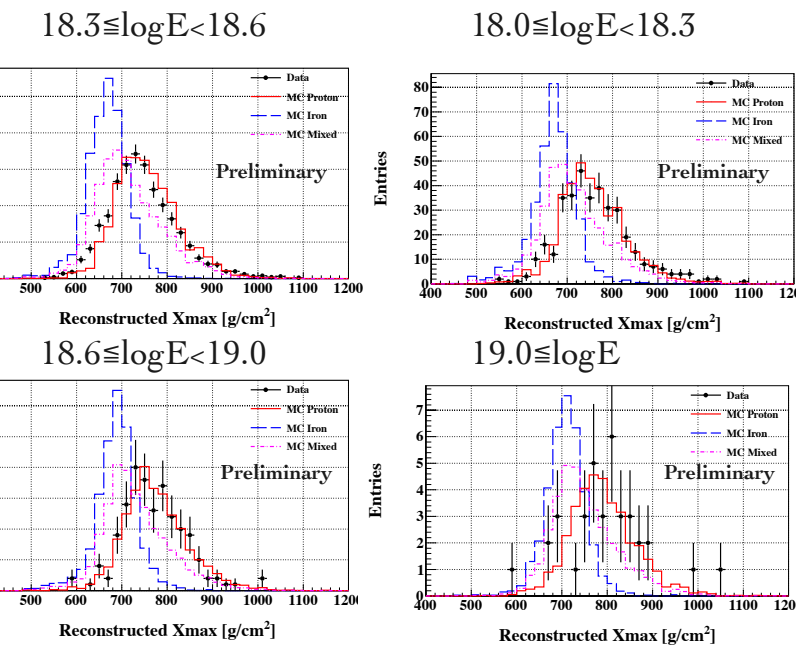 18.3≦logE<18.6
18.0≦logE<18.3
Data
MC Proton
MC Iron
MC Mixed
Preliminary
500 600 700 800 900 1000 1100 1200
Reconstructed Xmax [g/cm²]
Entries
80
70
60
50
40
30
20
10
0
Data
MC Proton
MC Iron
MC Mixed
Preliminary
400 500 600 700 800 900 1000 1100 1200
Reconstructed Xmax [g/cm²]
18.6≦logE<19.0
19.0≦logE
Data
MC Proton
MC Iron
MC Mixed
Preliminary
500 600 700 800 900 1000 1100 120
Reconstructed Xmax [g/cm²]
Entries
7
6
5
4
3
2
1
0
Data
MC Proton
MC Iron
MC Mixed
Preliminary
400 500 600 700 800 900 1000 1100 1200
Reconstructed Xmax [g/cm²]